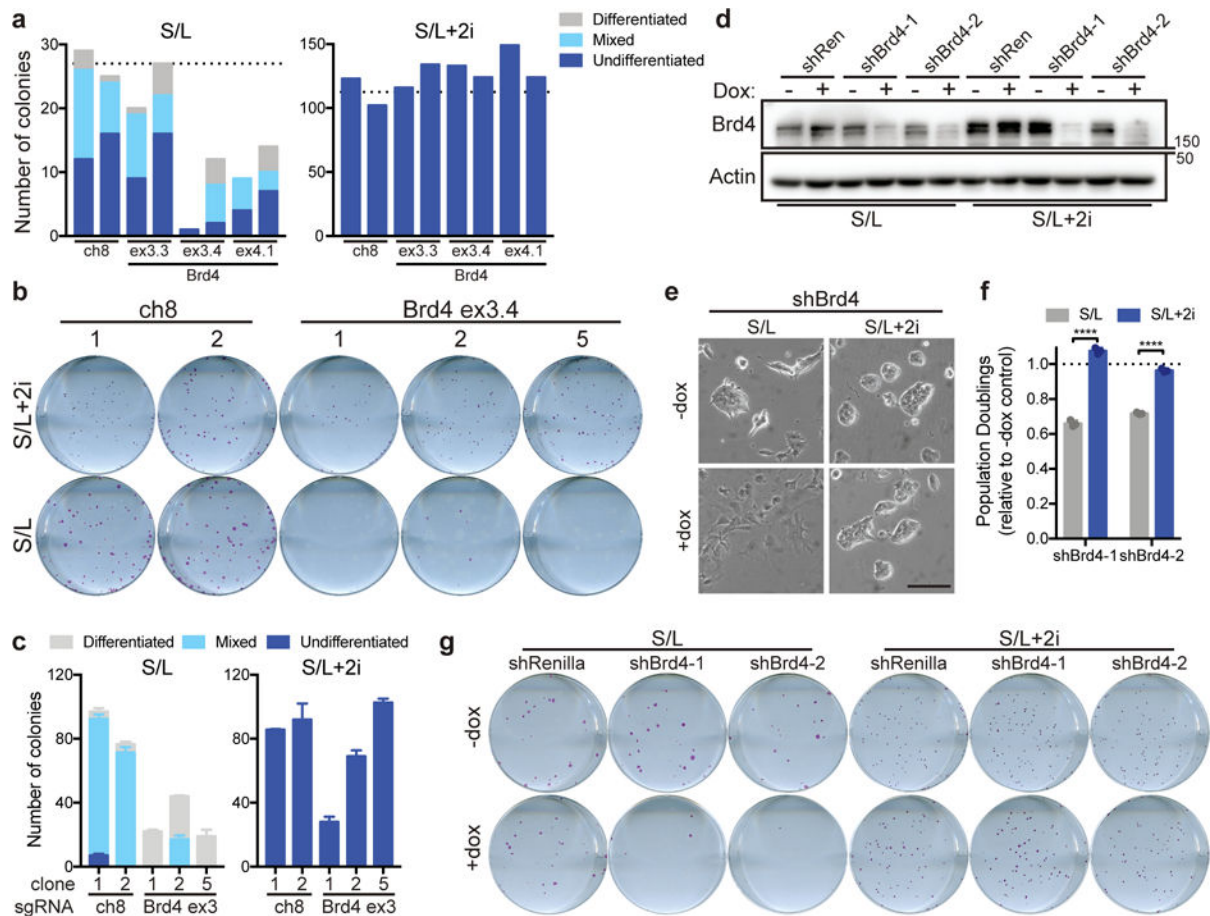 a
S/L
S/L+2i
Differentiated
Mixed
Undifferentiated
Number of colonies
30
20
10
0
150
100
50
0
ch8 ex3.3 ex3.4 ex4.1
Brd4
ch8 ex3.3 ex3.4 ex4.1
Brd4
b
ch8 Brd4 ex3.4
1 2 1 2 5
S/L+2i
S/L
c
Differentiated Mixed Undifferentiated
S/L S/L+2i
Number of colonies
120
80
40
0
120
80
40
0
clone 1 2 1 2 5 1 2 1 2 5
sgRNA ch8 Brd4 ex3 ch8 Brd4 ex3
d
shRen shBrd4-1 shBrd4-2 shRen shBrd4-1 shBrd4-2
Dox: - + - + - + - + - + - +
Brd4
150
50
Actin
S/L S/L+2i
e
shBrd4
S/L S/L+2i
-dox
+dox
f
S/L S/L+2i
**** ****
Population Doublings
(relative to -dox control)
1.0
0.8
0.6
0.4
0.2
0.0
shBrd4-1 shBrd4-2
g
S/L S/L+2i
shRenilla shBrd4-1 shBrd4-2 shRenilla shBrd4-1 shBrd4-2
-dox
+dox